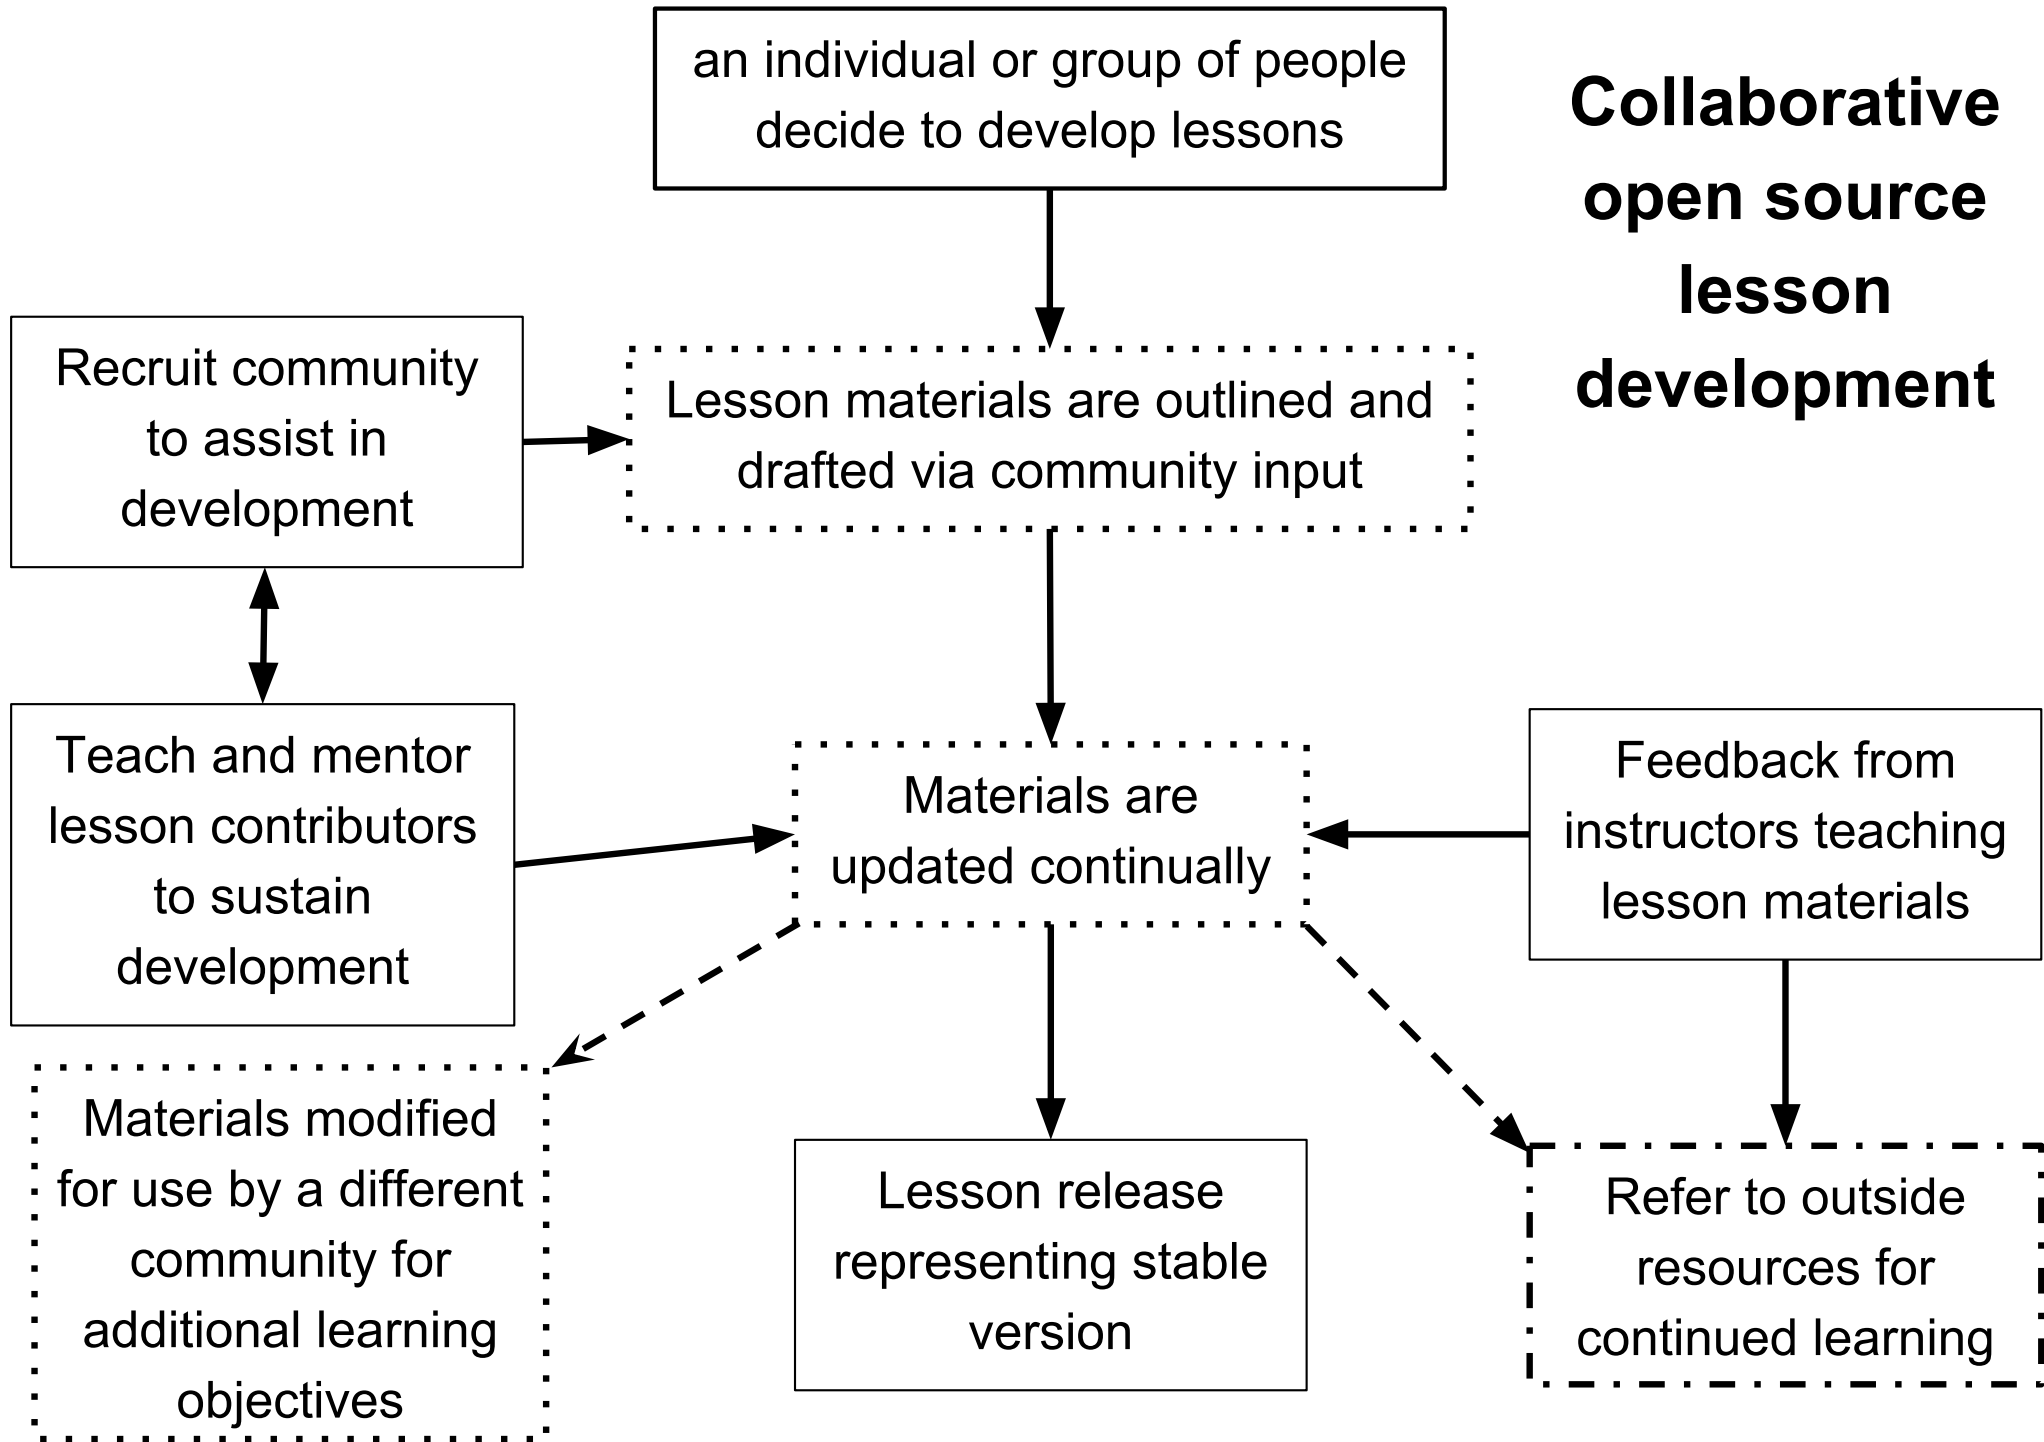 an individual or group of people
decide to develop lessons
Collaborative
open source
lesson
development
Recruit community
to assist in
development
Lesson materials are outlined and
drafted via community input
Teach and mentor
lesson contributors
to sustain
development
Materials are
updated continually
Feedback from
instructors teaching
lesson materials
Materials modified
for use by a different
community for
additional learning
objectives
Lesson release
representing stable
version
Refer to outside
resources for
continued learning